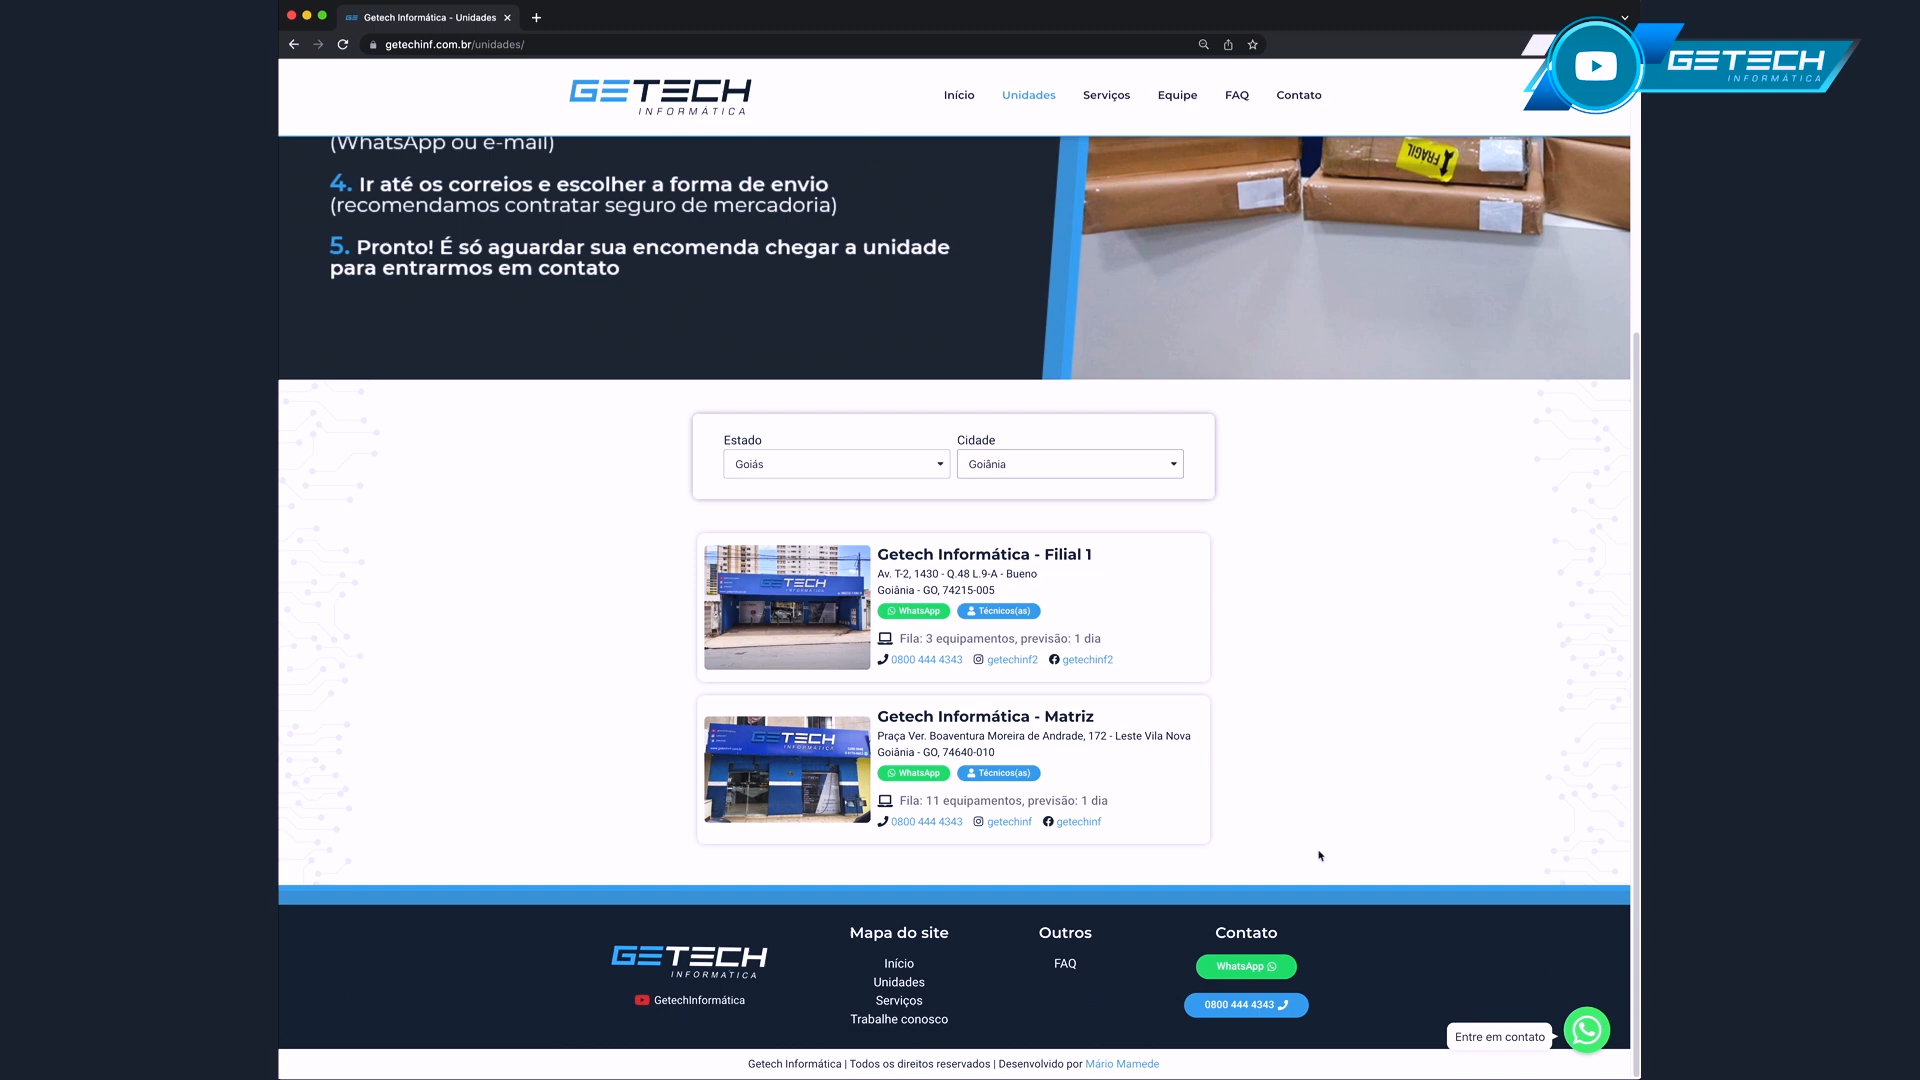 Getech Informática - Unidades
getechinf.com.br/unidades/
GETECH
INFORMÁTICA
GETECH
INFORMÁTICA
Início
Unidades
Serviços
Equipe
FAQ
Contato
(WhatsApp ou e-mail)
4. Ir até os correios e escolher a forma de envio
(recomendamos contratar seguro de mercadoria)
5. Pronto! É só aguardar sua encomenda chegar a unidade
para entrarmos em contato
FRÁGIL
Estado
Cidade
Goiás
Goiânia
GETECH
INFORMÁTICA
Getech Informática - Filial 1
Av. T-2, 1430 - Q.48 L.9-A - Bueno
Goiânia - GO, 74215-005
WhatsApp
Técnicos(as)
Fila: 3 equipamentos, previsão: 1 dia
0800 444 4343
getechinf2
getechinf2
GETECH
INFORMÁTICA
Getech Informática - Matriz
Praça Ver. Boaventura Moreira de Andrade, 172 - Leste Vila Nova
Goiânia - GO, 74640-010
WhatsApp
Técnicos(as)
Fila: 11 equipamentos, previsão: 1 dia
0800 444 4343
getechinf
getechinf
GETECH
INFORMÁTICA
GetechInformática
Mapa do site
Início
Unidades
Serviços
Trabalhe conosco
Outros
FAQ
Contato
WhatsApp
0800 444 4343
Entre em contato
Getech Informática | Todos os direitos reservados | Desenvolvido por Mário Mamede